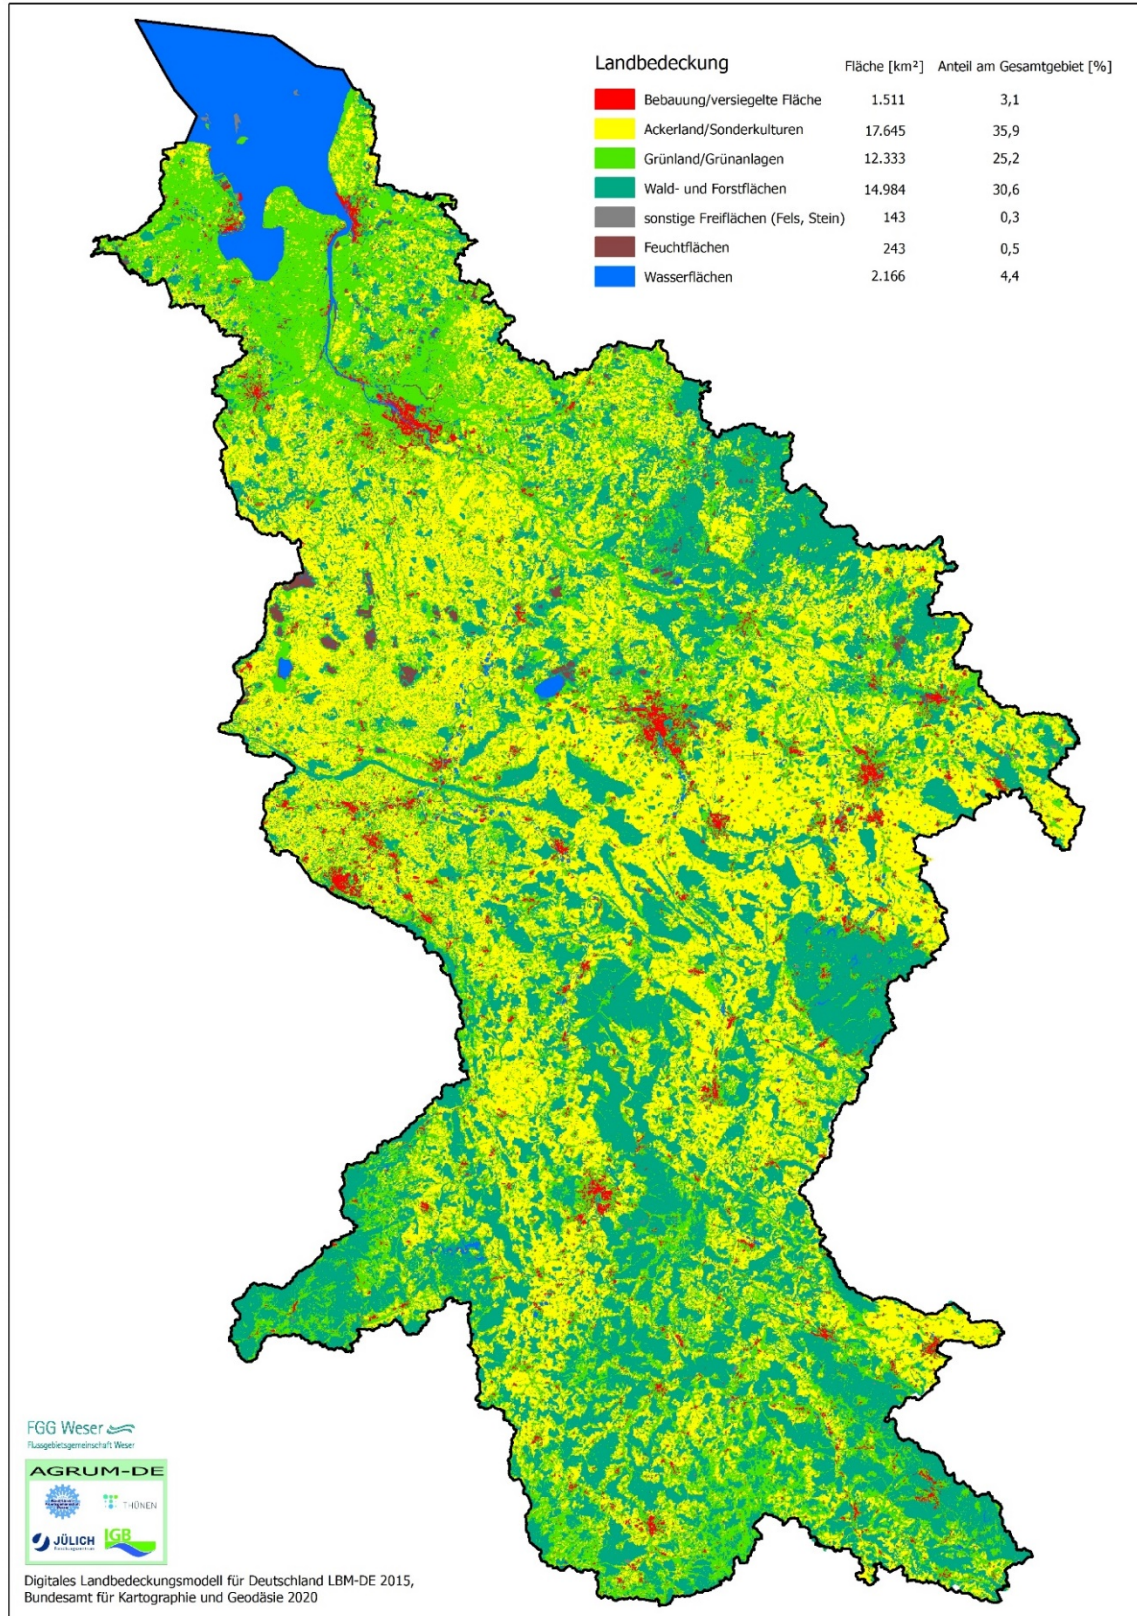 Landbedeckung Fläche [km²] Anteil am Gesamtgebiet [%]
Bebauung/versiegelte Fläche 1.511 3,1
Ackerland/Sonderkulturen 17.645 35,9
Grünland/Grünanlagen 12.333 25,2
Wald- und Forstflächen 14.984 30,6
sonstige Freiflächen (Fels, Stein) 143 0,3
Feuchtflächen 243 0,5
Wasserflächen 2.166 4,4
FGG Weser
Flussgebietsgemeinschaft Weser
AGRUM-DE
THÜNEN
JÜLICH
Forschungszentrum
IGB
Digitales Landbedeckungsmodell für Deutschland LBM-DE 2015,
Bundesamt für Kartographie und Geodäsie 2020